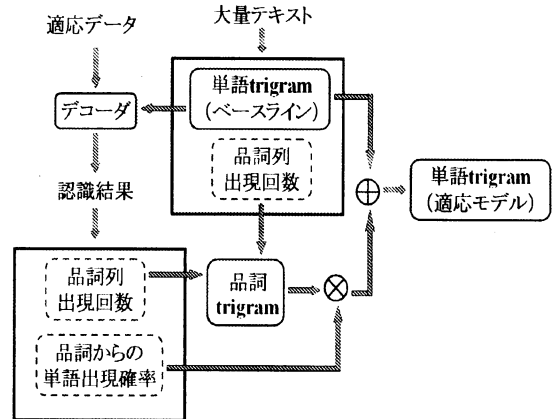 適応データ
大量テキスト
単語trigram
(ベースライン)
デコーダ
品詞列
出現回数
単語trigram
(適応モデル)
認識結果
品詞列
出現回数
品詞
trigram
品詞からの
単語出現確率